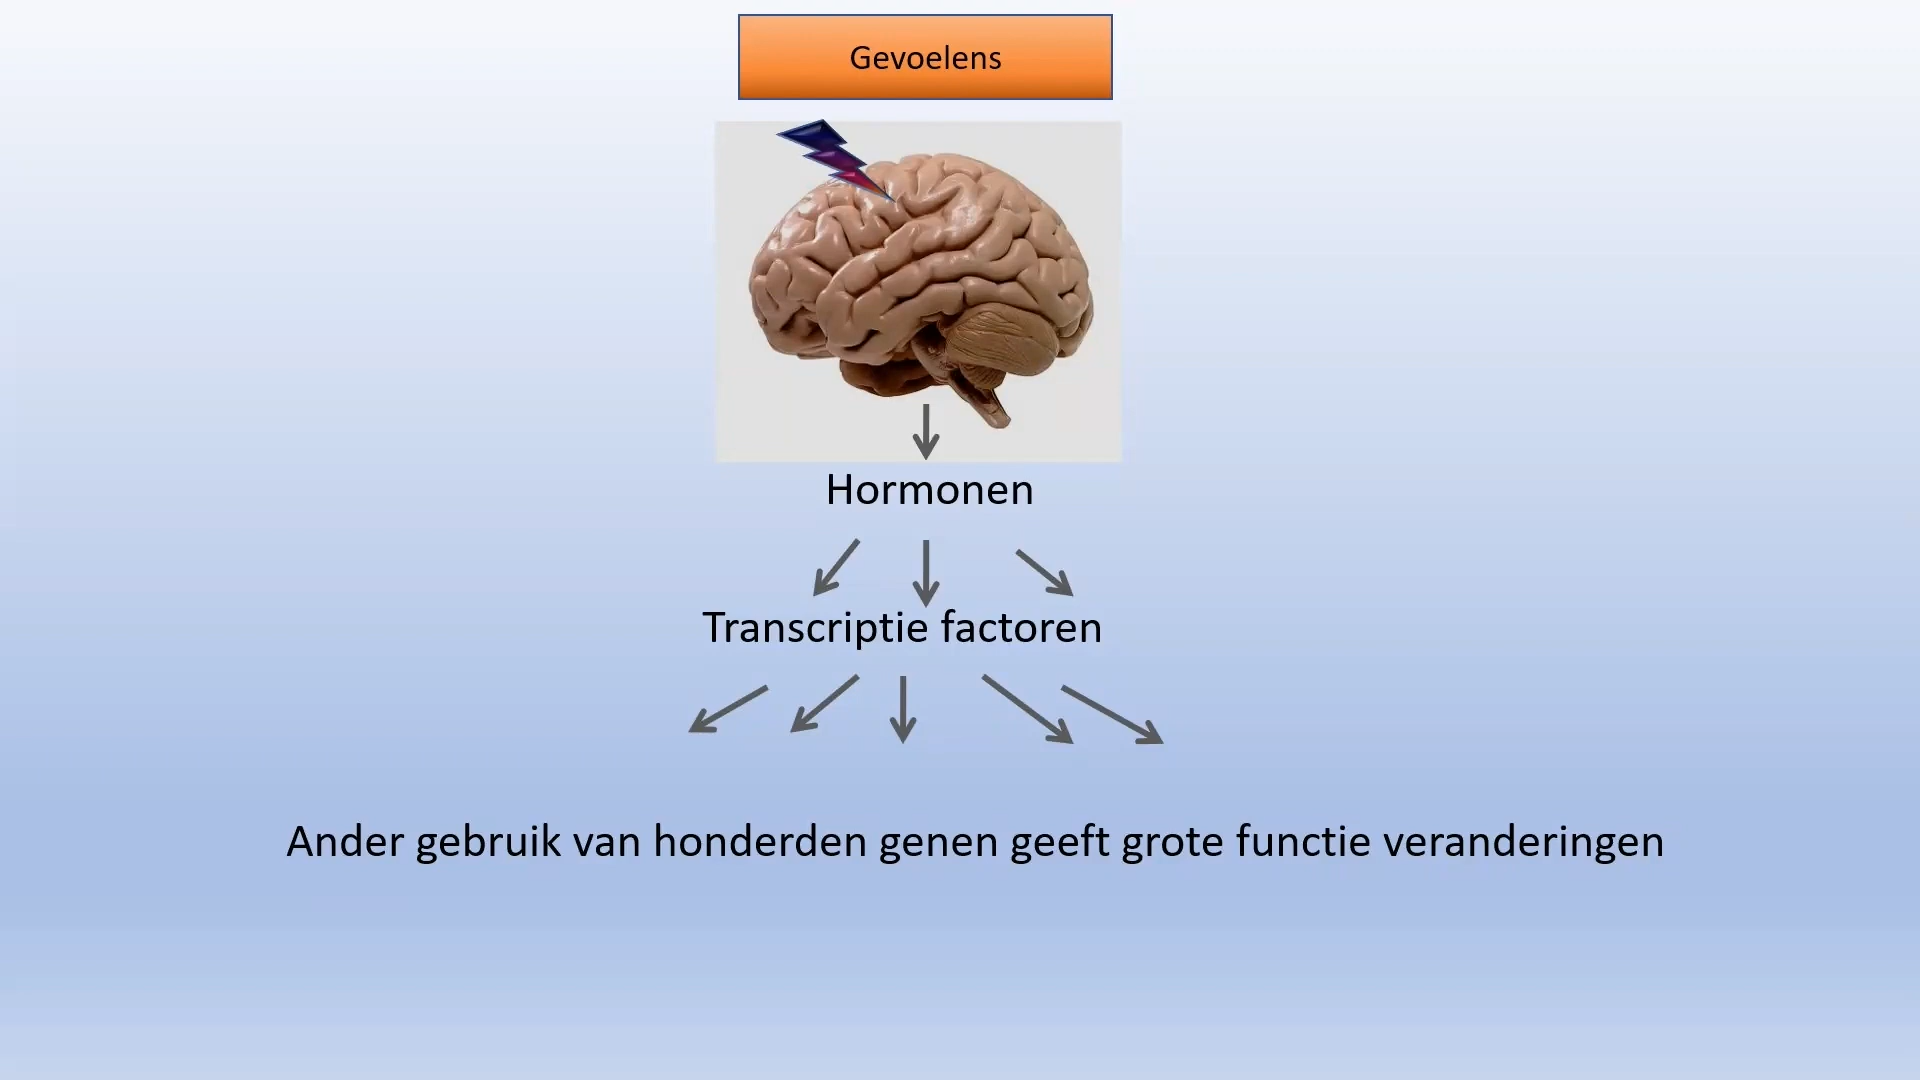 Gevoelens
Hormonen
Transcriptie factoren
Ander gebruik van honderden genen geeft grote functie veranderingen